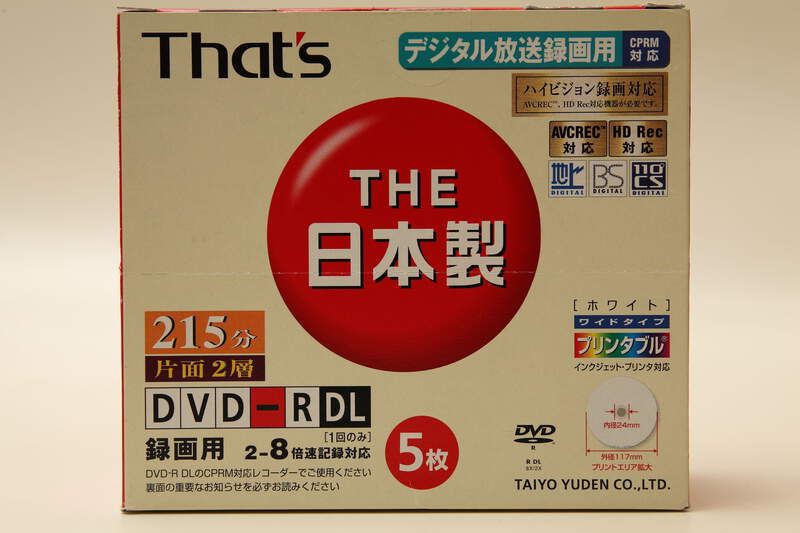 That's
デジタル放送録画用
CPRM
対応
ハイビジョン録画対応
AVCREC™、HD Rec対応機器が必要です。
AVCREC™
対応
HD Rec
対応
地上
DIGITAL
BS
DIGITAL
110°
CS
DIGITAL
THE
日本製
215分
片面2層
DVD-R DL
録画用
[1回のみ]
2-8倍速記録対応
DVD-R DLのCPRM対応レコーダーでご使用ください
裏面の重要なお知らせを必ずお読みください
5枚
[ホワイト]
ワイドタイプ
プリンタブル®
インクジェット・プリンタ対応
内径24mm
外径117mm
プリントエリア拡大
DVD
R
R DL
8X/2X
TAIYO YUDEN CO.,LTD.